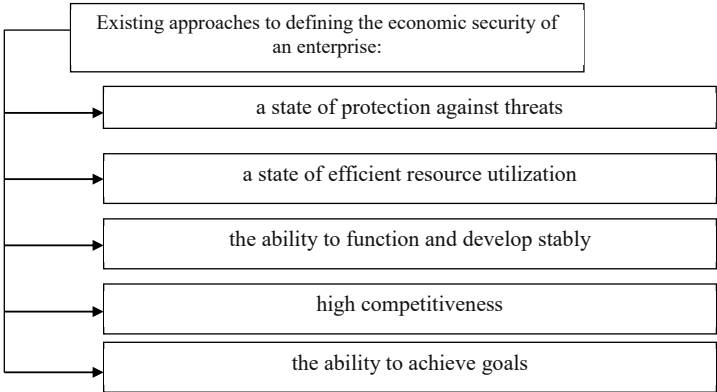 Existing approaches to defining the economic security of
an enterprise:
a state of protection against threats
a state of efficient resource utilization
the ability to function and develop stably
high competitiveness
the ability to achieve goals